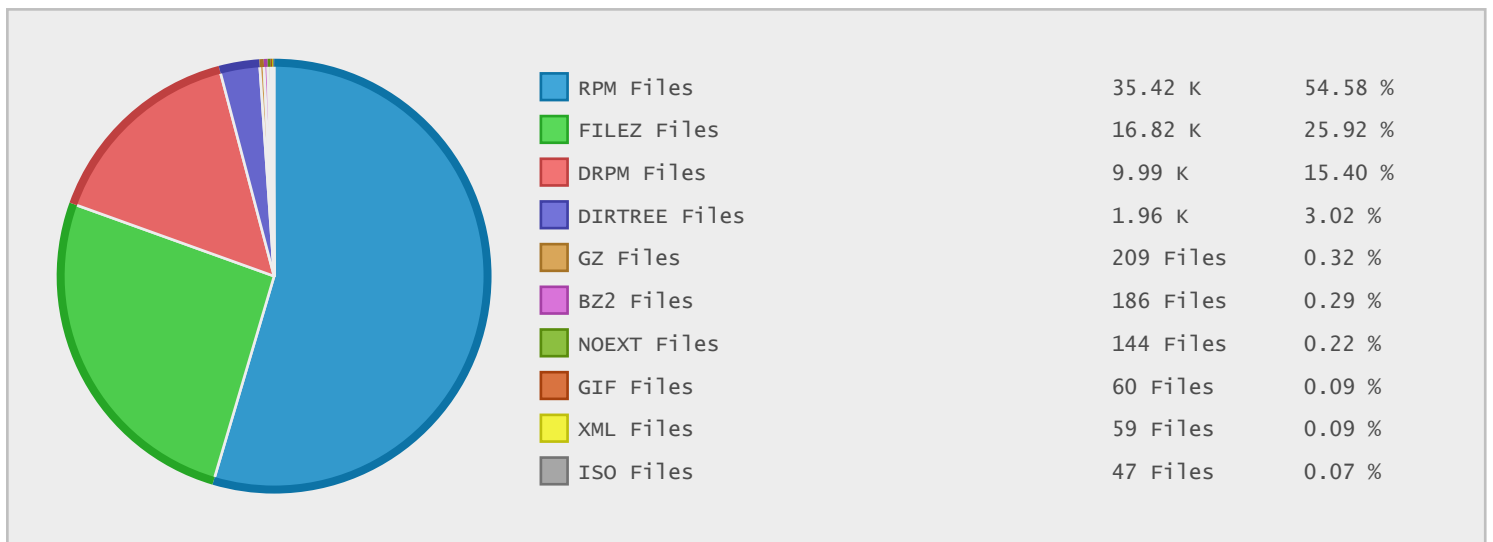 RPM Files 35.42 K 54.58 %
FILEZ Files 16.82 K 25.92 %
DRPM Files 9.99 K 15.40 %
DIRTREE Files 1.96 K 3.02 %
GZ Files 209 Files 0.32 %
BZ2 Files 186 Files 0.29 %
NOEXT Files 144 Files 0.22 %
GIF Files 60 Files 0.09 %
XML Files 59 Files 0.09 %
ISO Files 47 Files 0.07 %